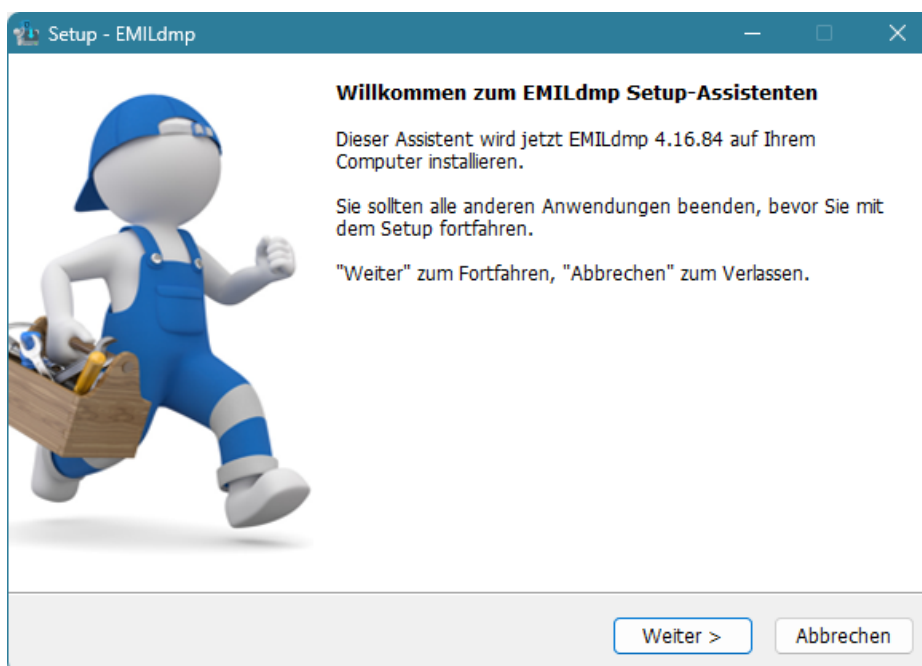 Setup - EMILdmp
Willkommen zum EMILdmp Setup-Assistenten
Dieser Assistent wird jetzt EMILdmp 4.16.84 auf Ihrem
Computer installieren.
Sie sollten alle anderen Anwendungen beenden, bevor Sie mit
dem Setup fortfahren.
"Weiter" zum Fortfahren, "Abbrechen" zum Verlassen.
Weiter >
Abbrechen